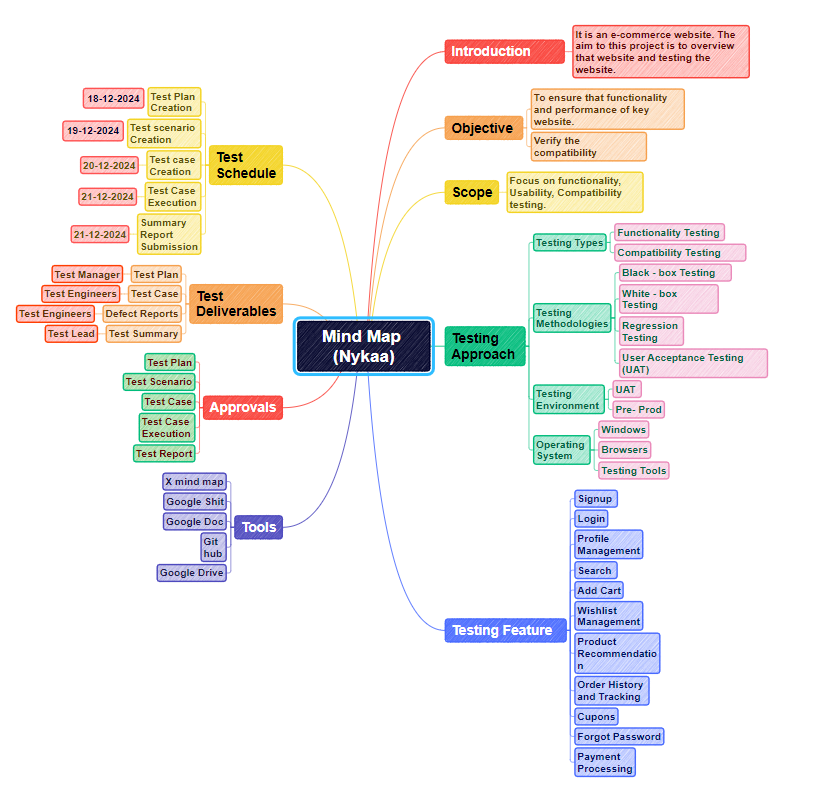 Mind Map
(Nykaa)
Introduction
It is an e-commerce website. The
aim to this project is to overview
that website and testing the
website.
Objective
To ensure that functionality
and performance of key
website.
Verify the
compatibility
Scope
Focus on functionality,
Usability, Compatibility
testing.
Testing
Approach
Testing Types
Functionality Testing
Compatibility Testing
Testing
Methodologies
Black - box Testing
White - box
Testing
Regression
Testing
User Acceptance Testing
(UAT)
Testing
Environment
UAT
Pre- Prod
Operating
System
Windows
Browsers
Testing Tools
Testing Feature
Signup
Login
Profile
Management
Search
Add Cart
Wishlist
Management
Product
Recommendatio
n
Order History
and Tracking
Cupons
Forgot Password
Payment
Processing
Test
Schedule
Test Plan
Creation
18-12-2024
Test scenario
Creation
19-12-2024
Test case
Creation
20-12-2024
Test Case
Execution
21-12-2024
Summary
Report
Submission
21-12-2024
Test
Deliverables
Test Plan
Test Manager
Test Case
Test Engineers
Defect Reports
Test Engineers
Test Summary
Test Lead
Approvals
Test Plan
Test Scenario
Test Case
Test Case
Execution
Test Report
Tools
X mind map
Google Shit
Google Doc
Git
hub
Google Drive